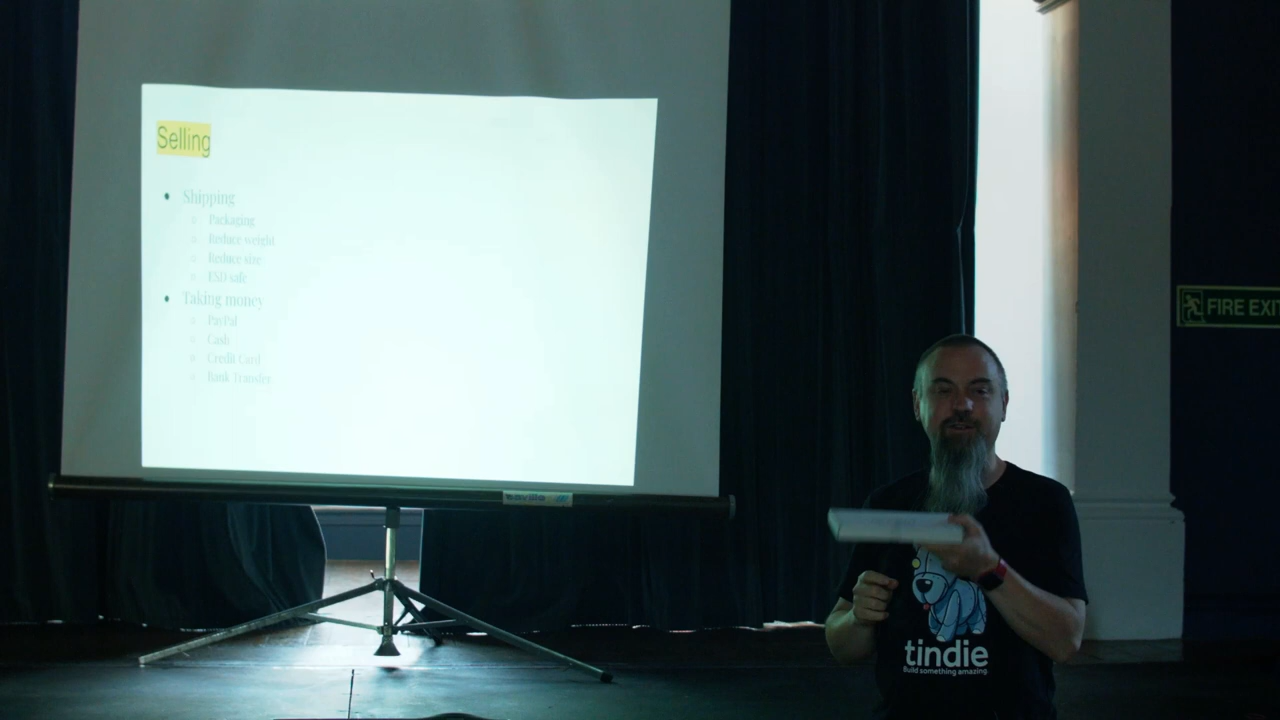 Selling
Shipping
Packaging
Reduce weight
Reduce size
ESD safe
Taking money
PayPal
Cash
Credit Card
Bank Transfer
FIRE EXIT
tindie
Build something amazing.